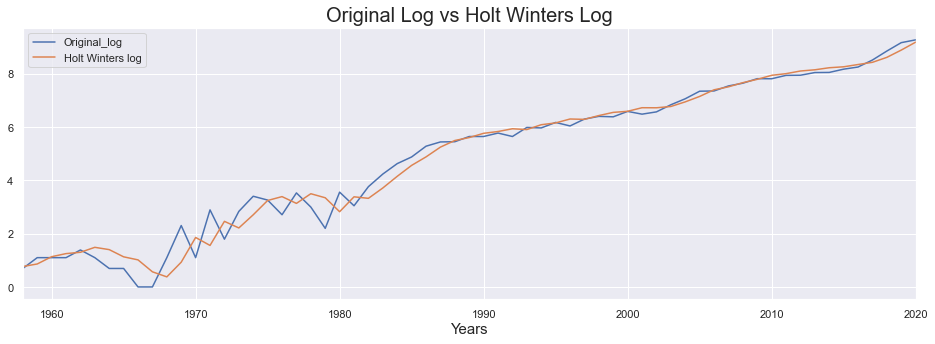 Original Log vs Holt Winters Log
Original_log
Holt Winters log
8
6
4
2
0
1960 1970 1980 1990 2000 2010 2020
Years